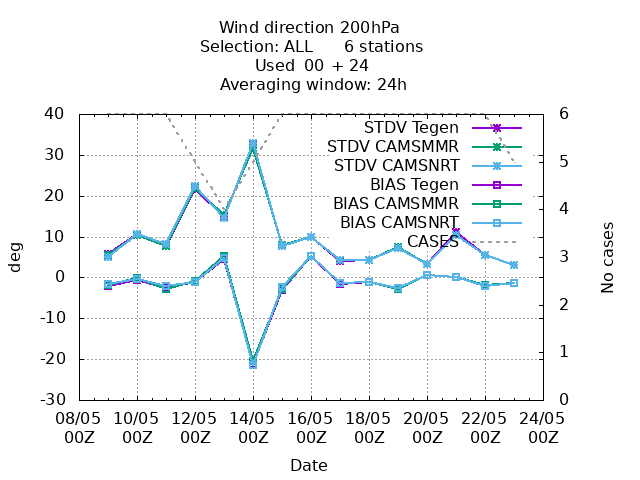 Wind direction 200hPa
Selection: ALL 6 stations
Used 00 + 24
Averaging window: 24h
40 6
STDV Tegen
30 5
STDV CAMSMMR
STDV CAMSNRT
BIAS Tegen
20 4
BIAS CAMSMMR
BIAS CAMSNRT
CASES
10 3
0 2
-10
-20 1
-30 0
deg
No cases
08/05 10/05 12/05 14/05 16/05 18/05 20/05 22/05 24/05
00Z 00Z 00Z 00Z 00Z 00Z 00Z 00Z 00Z
Date